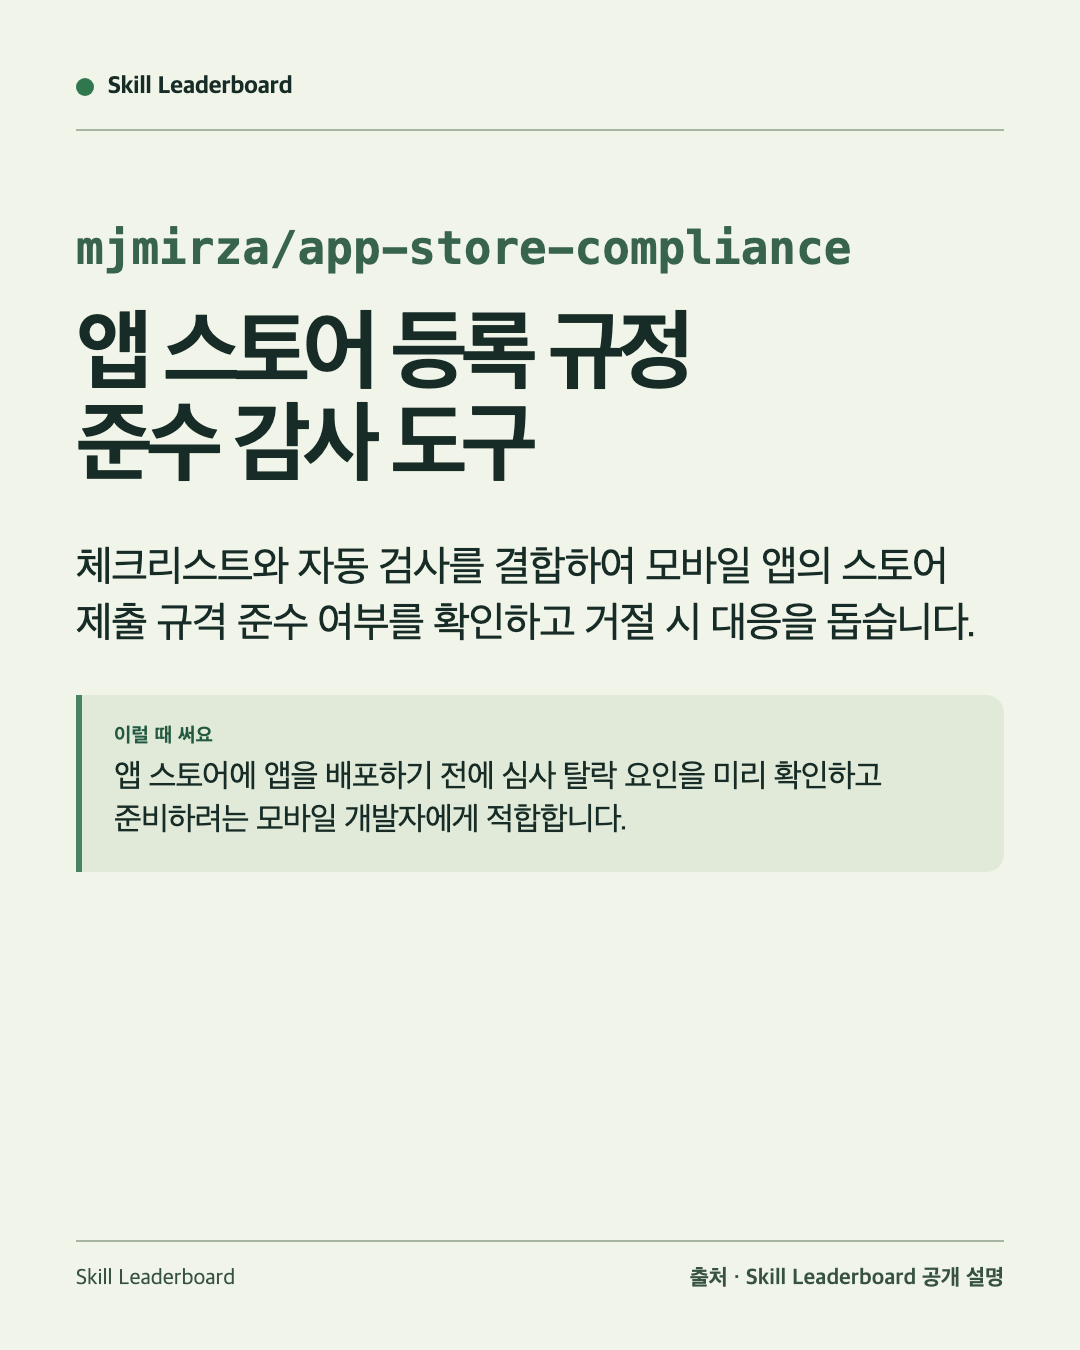 Skill Leaderboard
mjmirza/app-store-compliance
앱 스토어 등록 규정
준수 감사 도구
체크리스트와 자동 검사를 결합하여 모바일 앱의 스토어
제출 규격 준수 여부를 확인하고 거절 시 대응을 돕습니다.
이럴 때 써요
앱 스토어에 앱을 배포하기 전에 심사 탈락 요인을 미리 확인하고
준비하려는 모바일 개발자에게 적합합니다.
Skill Leaderboard
출처 · Skill Leaderboard 공개 설명